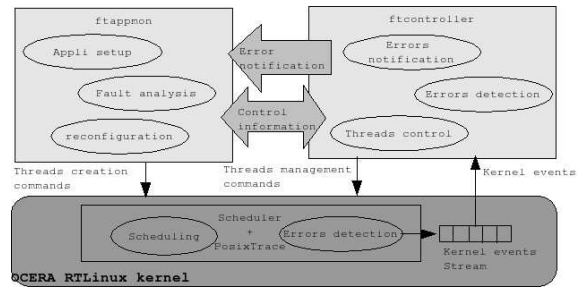 ftappmon
ftcontroller
Appli setup
Error
notification
Errors
notification
Fault analysis
Errors detection
Control
information
reconfiguration
Threads control
Threads creation
commands
Threads management
commands
Kernel events
Scheduler
+
PosixTrace
Scheduling
Errors detection
Kernel events
Stream
OCERA RTLinux kernel